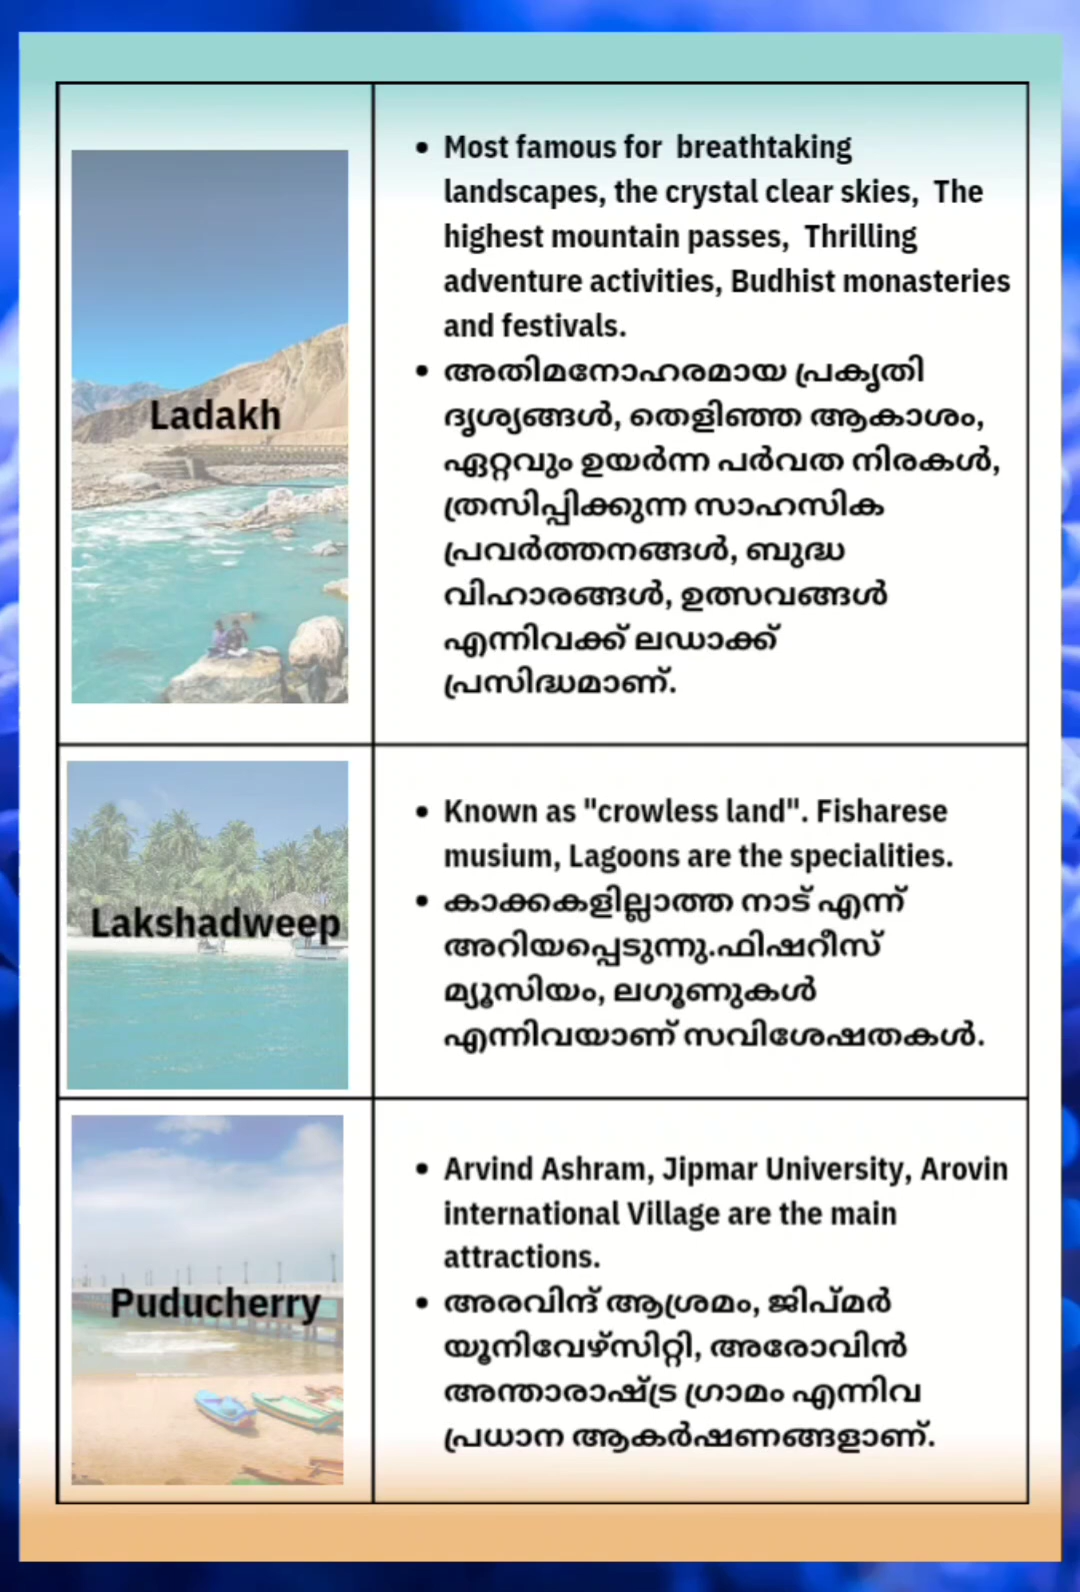 Ladakh
Most famous for breathtaking
landscapes, the crystal clear skies, The
highest mountain passes, Thrilling
adventure activities, Budhist monasteries
and festivals.
അതിമനോഹരമായ പ്രകൃതി
ദൃശ്യങ്ങൾ, തെളിഞ്ഞ ആകാശം,
ഏറ്റവും ഉയർന്ന പർവത നിരകൾ,
ത്രസിപ്പിക്കുന്ന സാഹസിക
പ്രവർത്തനങ്ങൾ, ബുദ്ധ
വിഹാരങ്ങൾ, ഉത്സവങ്ങൾ
എന്നിവക്ക് ലഡാക്ക്
പ്രസിദ്ധമാണ്.
Lakshadweep
Known as "crowless land". Fisharese
musium, Lagoons are the specialities.
കാക്കകളില്ലാത്ത നാട് എന്ന്
അറിയപ്പെടുന്നു.ഫിഷറീസ്
മ്യൂസിയം, ലഗൂണുകൾ
എന്നിവയാണ് സവിശേഷതകൾ.
Puducherry
Arvind Ashram, Jipmar University, Arovin
international Village are the main
attractions.
അരവിന്ദ് ആശ്രമം, ജിപ്മർ
യൂനിവേഴ്സിറ്റി, അരോവിൻ
അന്താരാഷ്ട്ര ഗ്രാമം എന്നിവ
പ്രധാന ആകർഷണങ്ങളാണ്.